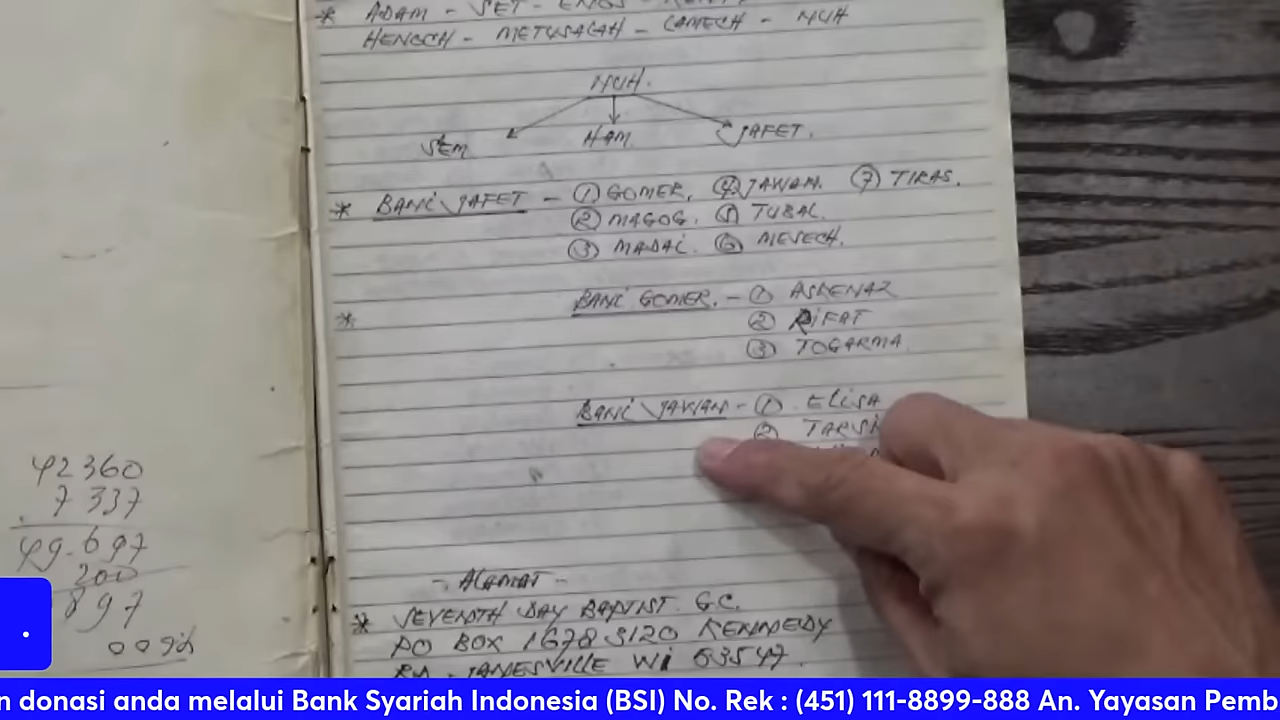 * ADAM - SET - ENOS -
HENOCH - METUSALAH - LAMECH - NUH
NUH.
SEM HAM JAFET.
* BANI JAFET - ① GOMER. ④ JAWAN. ⑦ TIRAS.
② MAGOG. ⑤ TUBAL.
③ MADAI. ⑥ MESECH.
* BANI GOMER. - ① ASKENAZ
② RIFAT
③ TOGARMA
BANI JAWAN - ① ELISA
②
- ALAMAT -
* SEVENTH DAY BAPTIST G.C.
PO BOX 1678 3120 KENNEDY
RD - JANESVILLE WI 53547.
42360
7337
49.697
200
897
.
n donasi anda melalui Bank Syariah Indonesia (BSI) No. Rek : (451) 111-8899-888 An. Yayasan Pemb